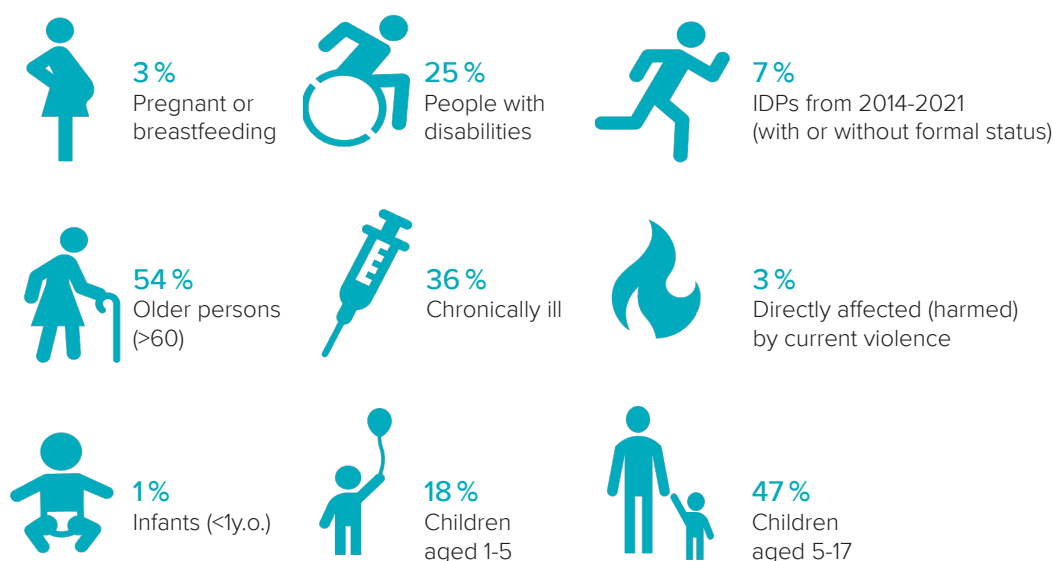 3 %
Pregnant or
breastfeeding
25 %
People with
disabilities
7 %
IDPs from 2014-2021
(with or without formal status)
54 %
Older persons
(>60)
36 %
Chronically ill
3 %
Directly affected (harmed)
by current violence
1 %
Infants (<1y.o.)
18 %
Children
aged 1-5
47 %
Children
aged 5-17